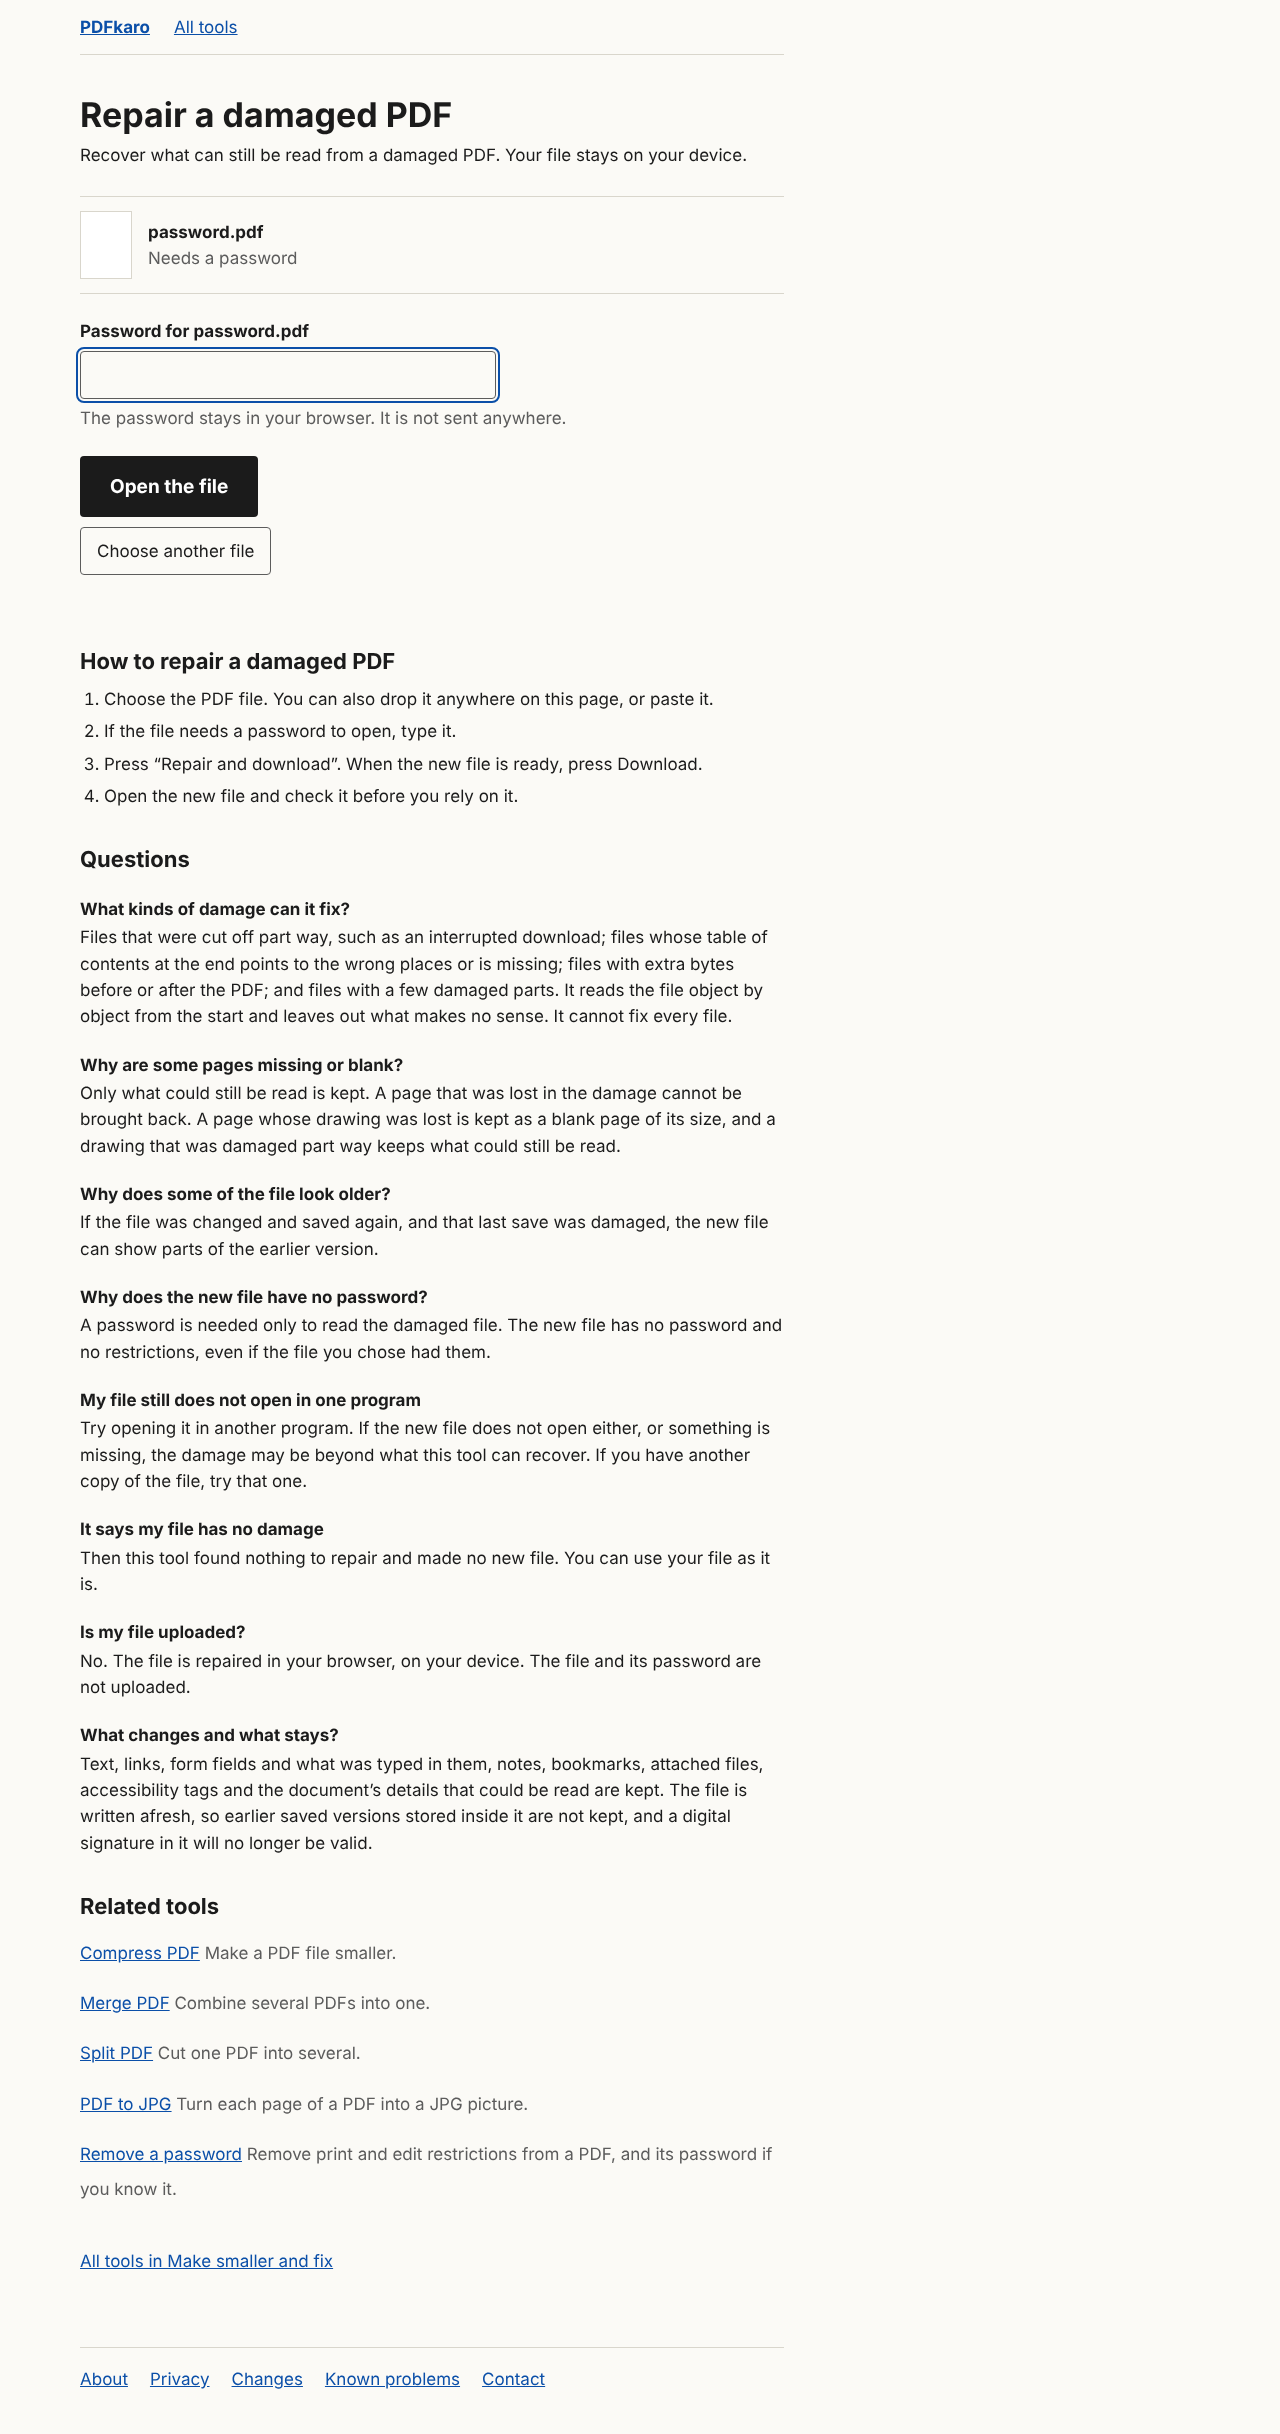 PDFkaro All tools
Repair a damaged PDF
Recover what can still be read from a damaged PDF. Your file stays on your device.
password.pdf
Needs a password
Password for password.pdf
The password stays in your browser. It is not sent anywhere.
Open the file
Choose another file
How to repair a damaged PDF
1. Choose the PDF file. You can also drop it anywhere on this page, or paste it.
2. If the file needs a password to open, type it.
3. Press “Repair and download”. When the new file is ready, press Download.
4. Open the new file and check it before you rely on it.
Questions
What kinds of damage can it fix?
Files that were cut off part way, such as an interrupted download; files whose table of
contents at the end points to the wrong places or is missing; files with extra bytes
before or after the PDF; and files with a few damaged parts. It reads the file object by
object from the start and leaves out what makes no sense. It cannot fix every file.
Why are some pages missing or blank?
Only what could still be read is kept. A page that was lost in the damage cannot be
brought back. A page whose drawing was lost is kept as a blank page of its size, and a
drawing that was damaged part way keeps what could still be read.
Why does some of the file look older?
If the file was changed and saved again, and that last save was damaged, the new file
can show parts of the earlier version.
Why does the new file have no password?
A password is needed only to read the damaged file. The new file has no password and
no restrictions, even if the file you chose had them.
My file still does not open in one program
Try opening it in another program. If the new file does not open either, or something is
missing, the damage may be beyond what this tool can recover. If you have another
copy of the file, try that one.
It says my file has no damage
Then this tool found nothing to repair and made no new file. You can use your file as it
is.
Is my file uploaded?
No. The file is repaired in your browser, on your device. The file and its password are
not uploaded.
What changes and what stays?
Text, links, form fields and what was typed in them, notes, bookmarks, attached files,
accessibility tags and the document’s details that could be read are kept. The file is
written afresh, so earlier saved versions stored inside it are not kept, and a digital
signature in it will no longer be valid.
Related tools
Compress PDF Make a PDF file smaller.
Merge PDF Combine several PDFs into one.
Split PDF Cut one PDF into several.
PDF to JPG Turn each page of a PDF into a JPG picture.
Remove a password Remove print and edit restrictions from a PDF, and its password if
you know it.
All tools in Make smaller and fix
About Privacy Changes Known problems Contact